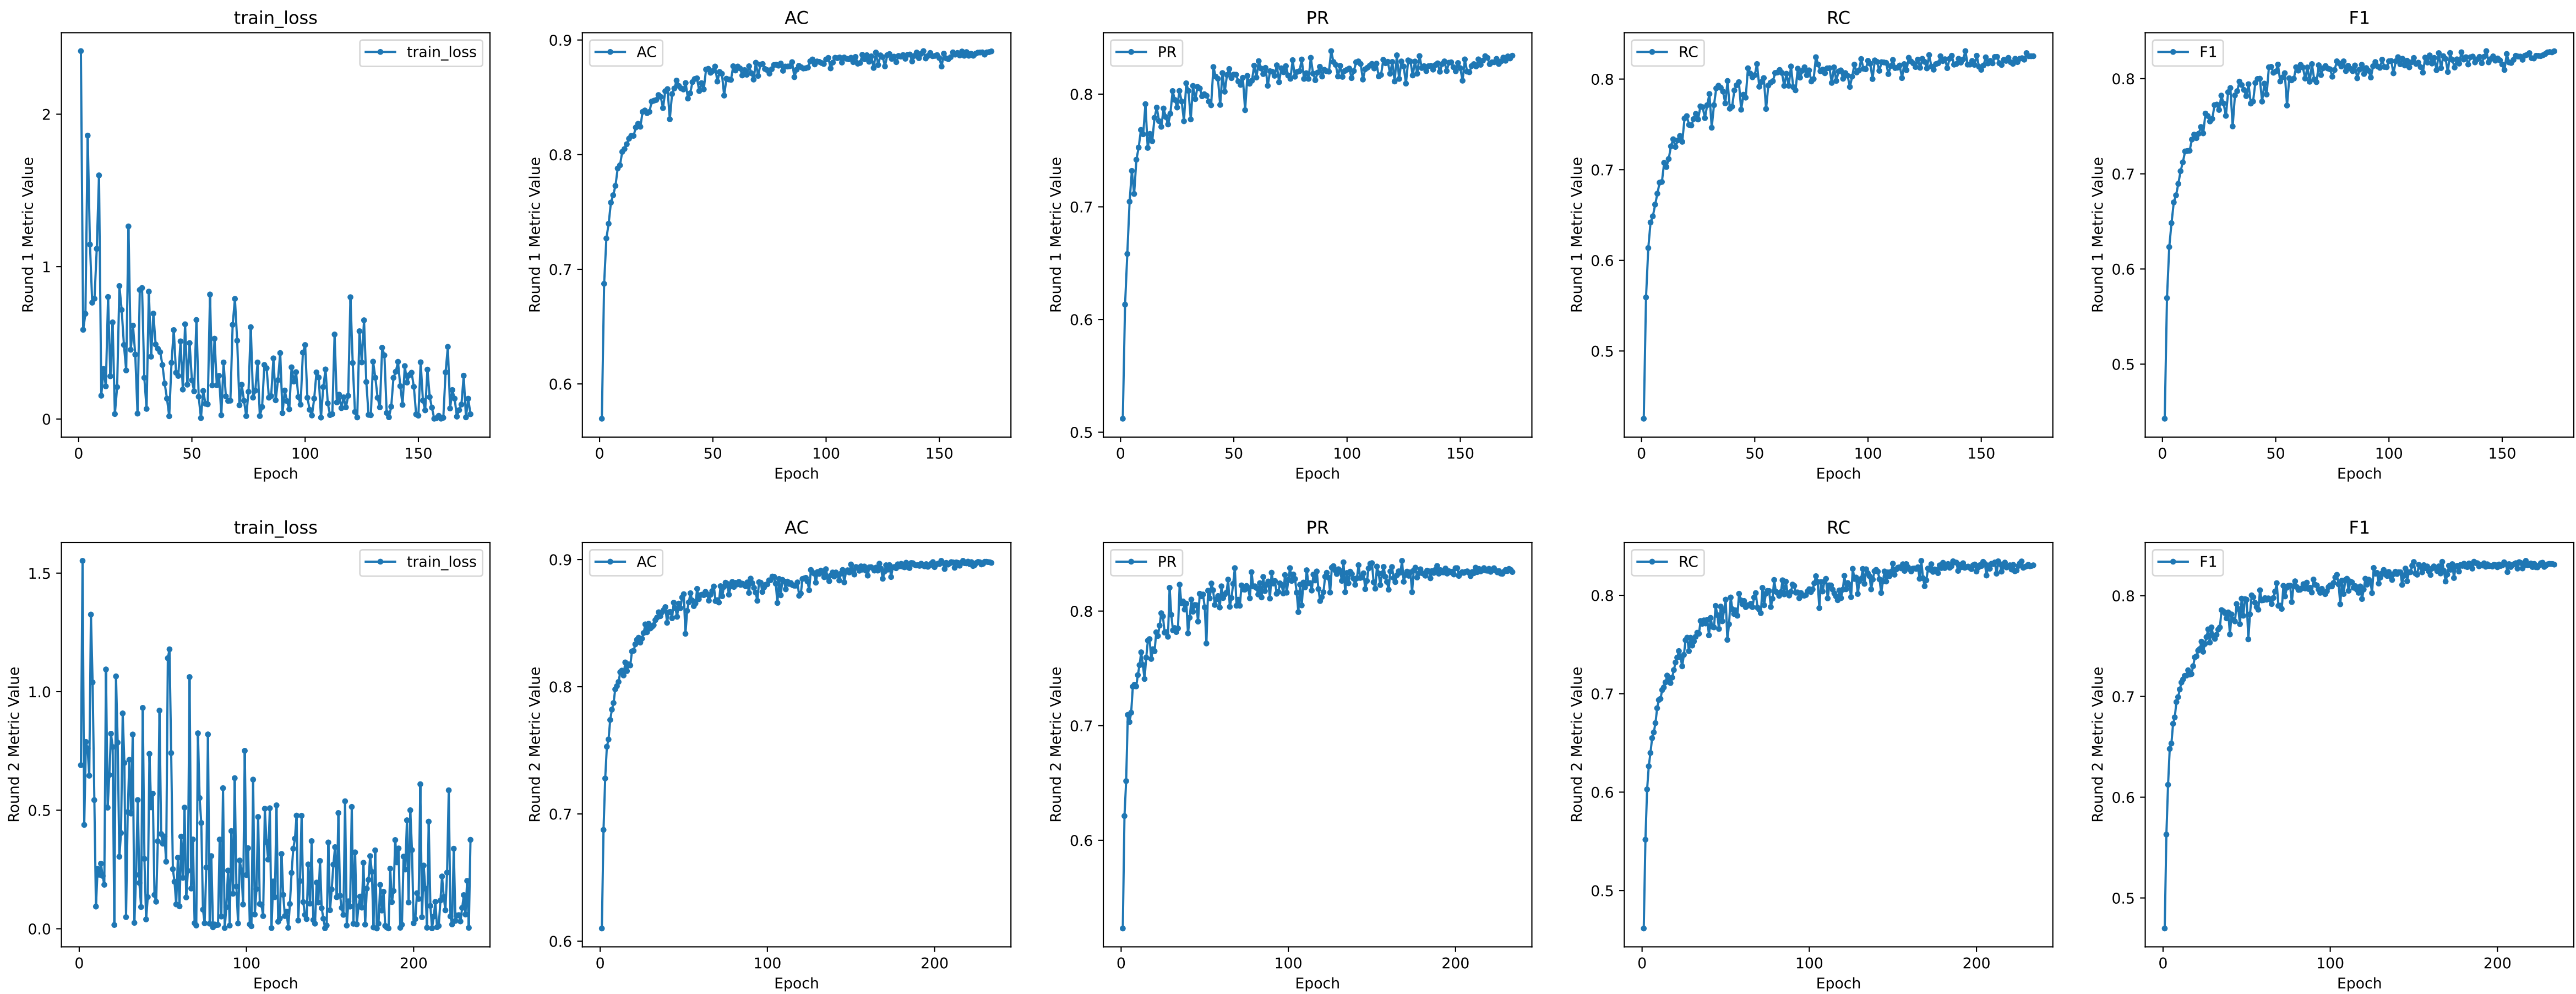 train_loss
train_loss
Round 1 Metric Value
2
1
0
0
50
100
150
Epoch
AC
AC
Round 1 Metric Value
0.9
0.8
0.7
0.6
0
50
100
150
Epoch
PR
PR
Round 1 Metric Value
0.8
0.7
0.6
0.5
0
50
100
150
Epoch
RC
RC
Round 1 Metric Value
0.8
0.7
0.6
0.5
0
50
100
150
Epoch
F1
F1
Round 1 Metric Value
0.8
0.7
0.6
0.5
0
50
100
150
Epoch
train_loss
train_loss
Round 2 Metric Value
1.5
1.0
0.5
0.0
0
100
200
Epoch
AC
AC
Round 2 Metric Value
0.9
0.8
0.7
0.6
0
100
200
Epoch
PR
PR
Round 2 Metric Value
0.8
0.7
0.6
0
100
200
Epoch
RC
RC
Round 2 Metric Value
0.8
0.7
0.6
0.5
0
100
200
Epoch
F1
F1
Round 2 Metric Value
0.8
0.7
0.6
0.5
0
100
200
Epoch